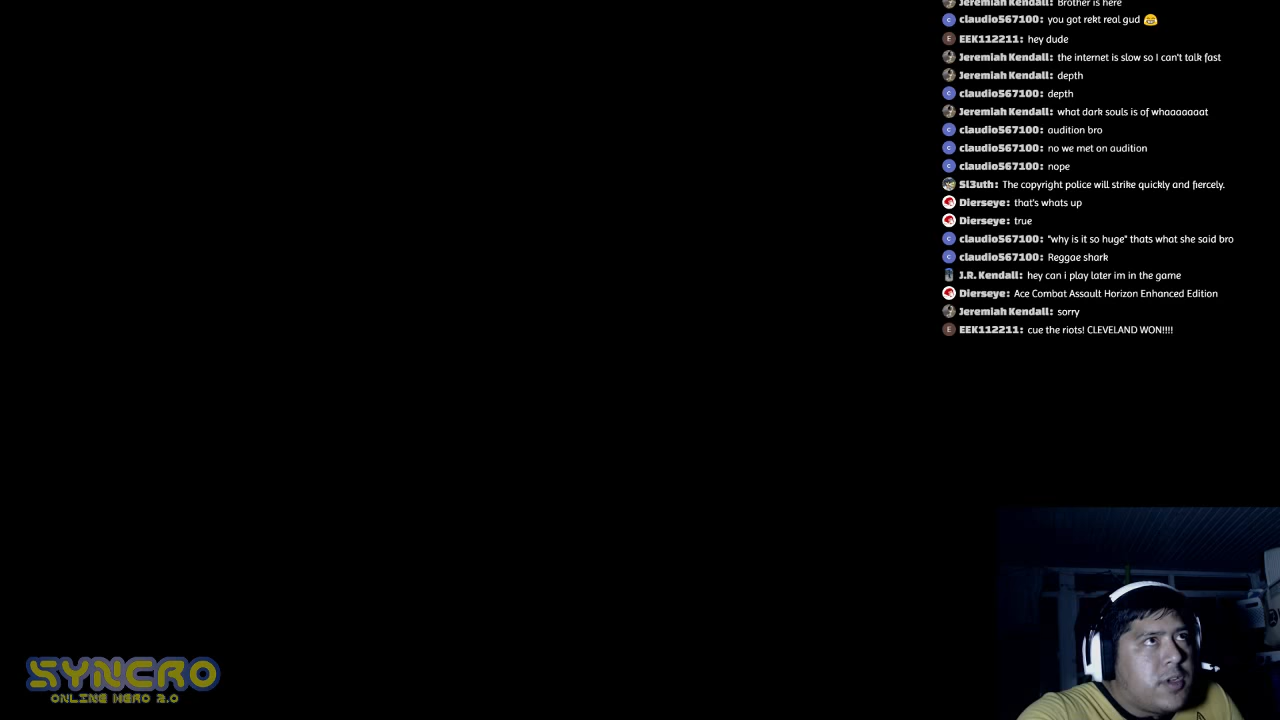 Jeremiah Kendall: Brother is here
claudio567100: you got rekt real gud 😂
EEK112211: hey dude
Jeremiah Kendall: the internet is slow so I can't talk fast
Jeremiah Kendall: depth
claudio567100: depth
Jeremiah Kendall: what dark souls is of whaaaaaaat
claudio567100: audition bro
claudio567100: no we met on audition
claudio567100: nope
Sl3uth: The copyright police will strike quickly and fiercely.
Dierseye: that's whats up
Dierseye: true
claudio567100: "why is it so huge" thats what she said bro
claudio567100: Reggae shark
J.R. Kendall: hey can i play later im in the game
Dierseye: Ace Combat Assault Horizon Enhanced Edition
Jeremiah Kendall: sorry
EEK112211: cue the riots! CLEVELAND WON!!!!
SYNCRO
ONLINE HERO 2.0